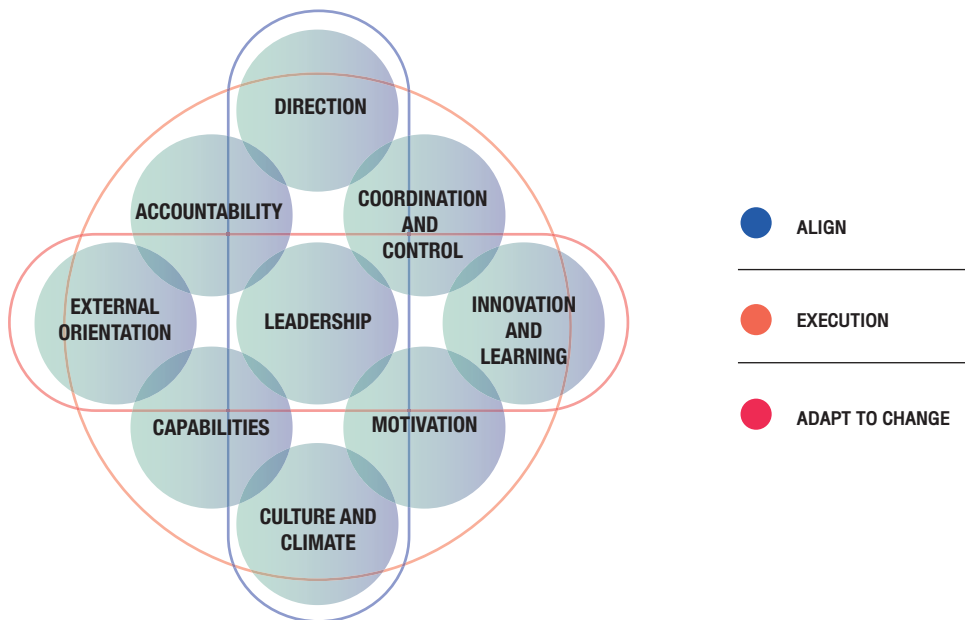 DIRECTION
ACCOUNTABILITY
COORDINATION
AND
CONTROL
EXTERNAL
ORIENTATION
LEADERSHIP
INNOVATION
AND
LEARNING
CAPABILITIES
MOTIVATION
CULTURE AND
CLIMATE
ALIGN
EXECUTION
ADAPT TO CHANGE